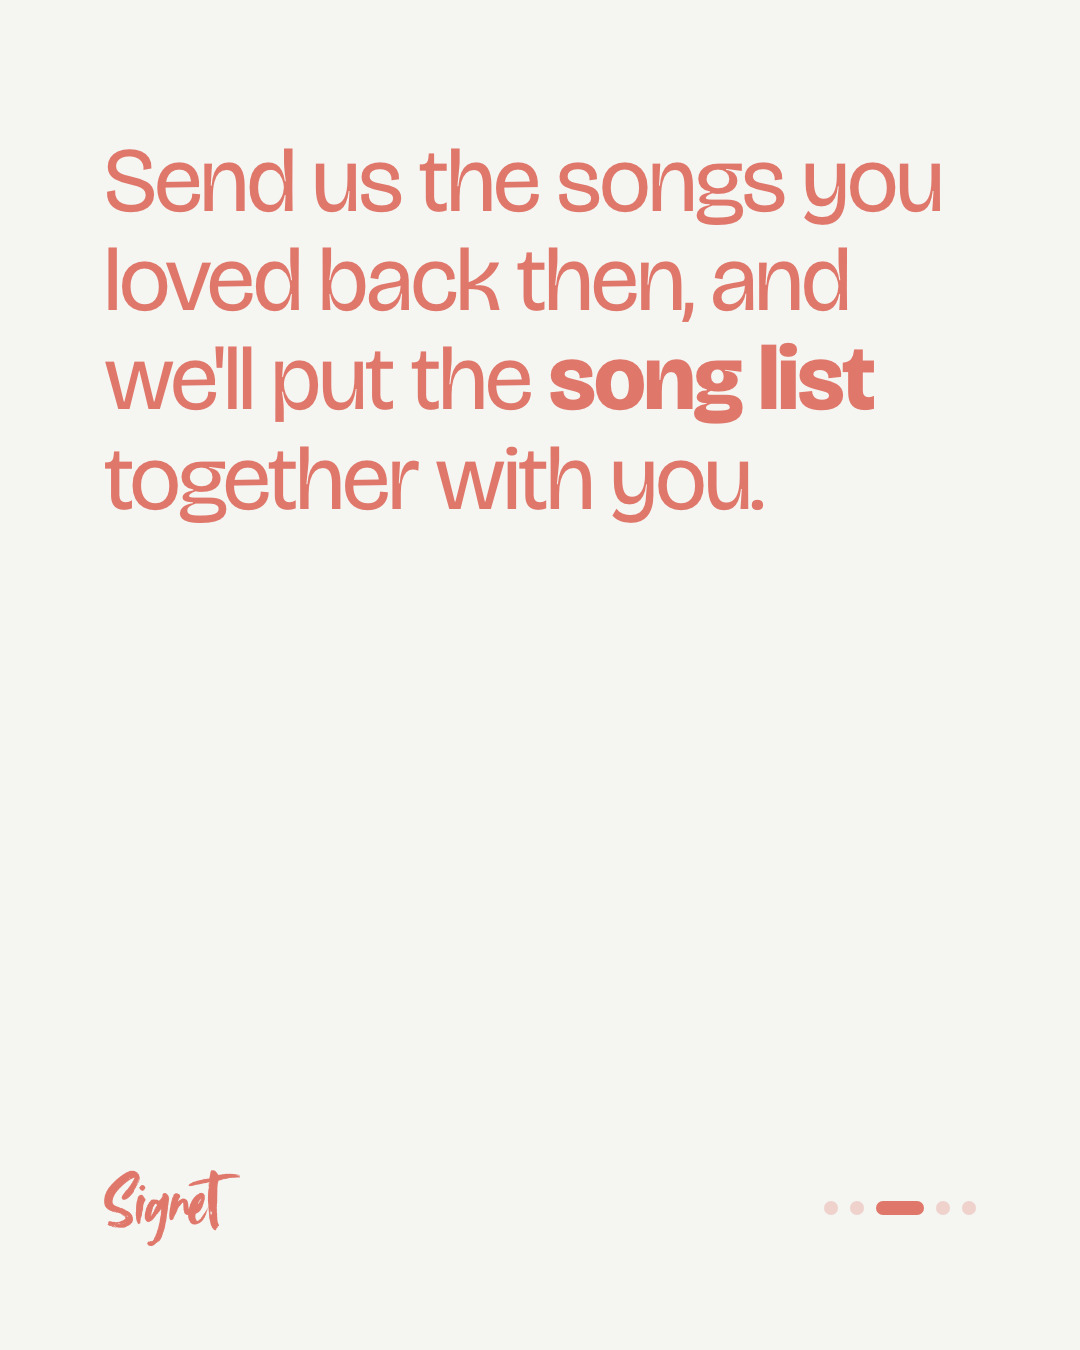 Send us the songs you
loved back then, and
we'll put the song list
together with you.
Signet